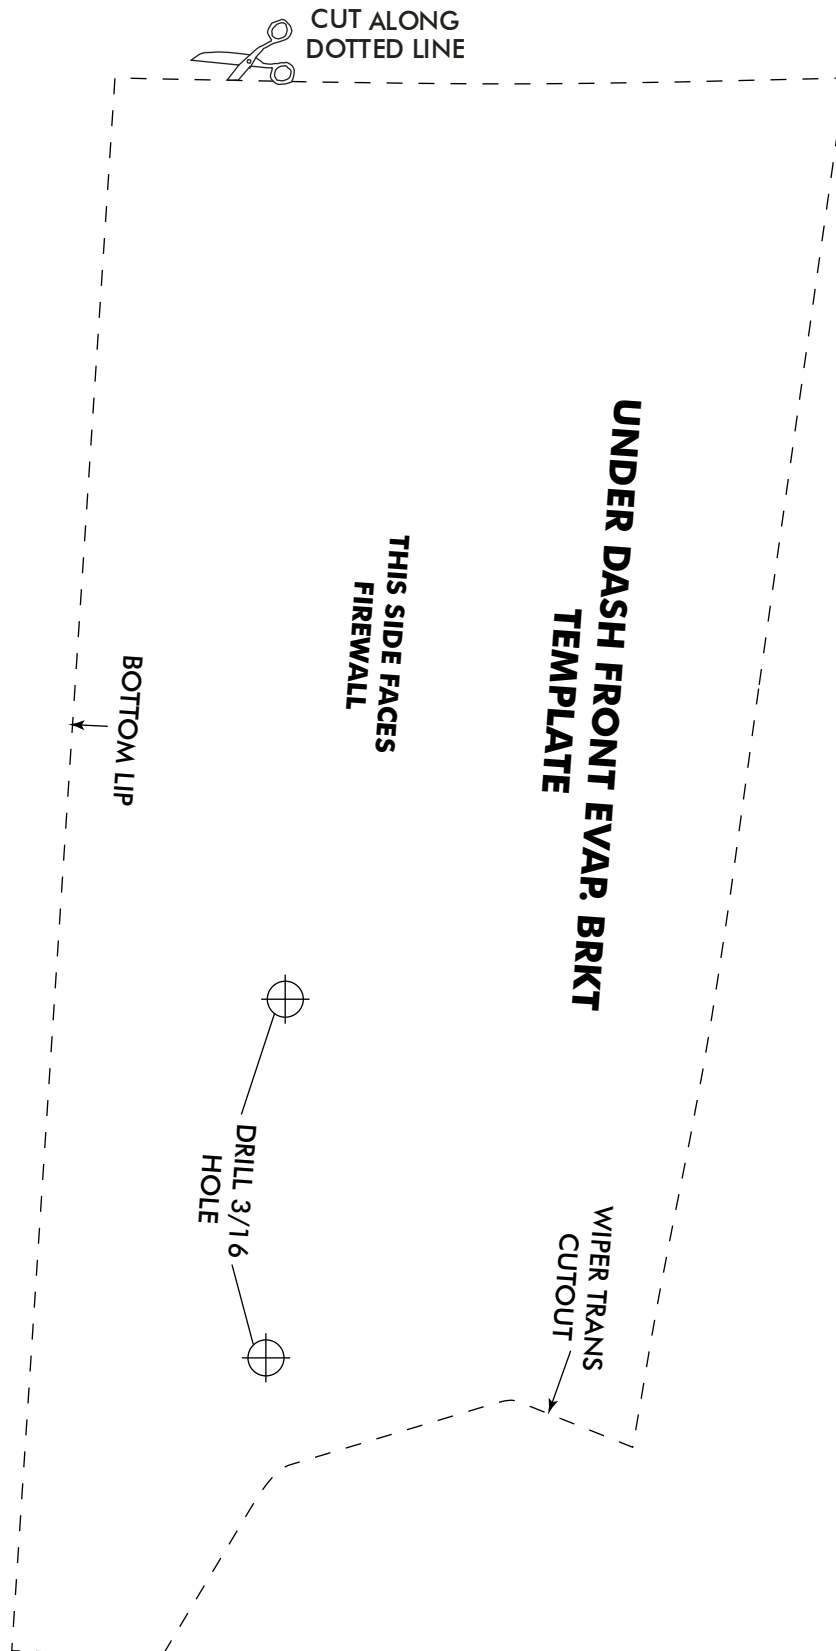 CUT ALONG
DOTTED LINE
UNDER DASH FRONT EVAP. BRKT
TEMPLATE
THIS SIDE FACES
FIREWALL
BOTTOM LIP
DRILL 3/16
HOLE
WIPER TRANS
CUTOUT